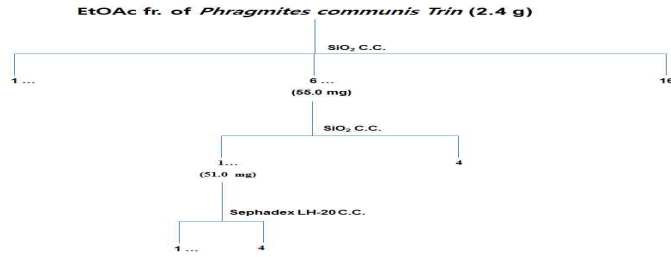 EtOAc fr. of Phragmites communis Trin (2.4 g)
SiO₂ C.C.
1 ... 6 ... 16
(55.0 mg)
SiO₂ C.C.
1... 4
(51.0 mg)
Sephadex LH-20 C.C.
1 ... 4